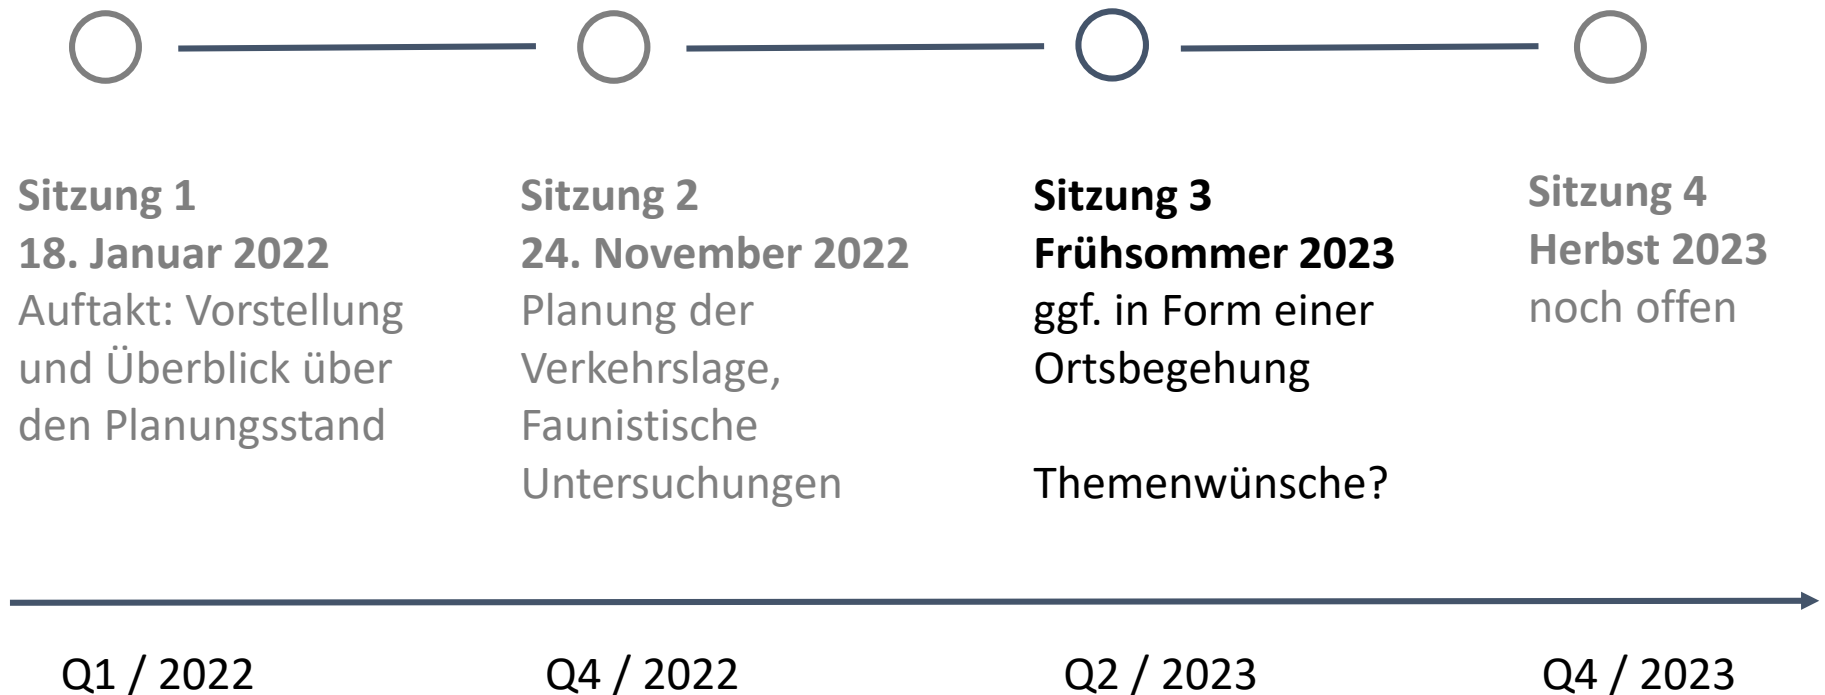 Sitzung 1
18. Januar 2022
Auftakt: Vorstellung
und Überblick über
den Planungsstand
Sitzung 2
24. November 2022
Planung der
Verkehrslage,
Faunistische
Untersuchungen
Sitzung 3
Frühsommer 2023
ggf. in Form einer
Ortsbegehung
Themenwünsche?
Sitzung 4
Herbst 2023
noch offen
Q1 / 2022
Q4 / 2022
Q2 / 2023
Q4 / 2023